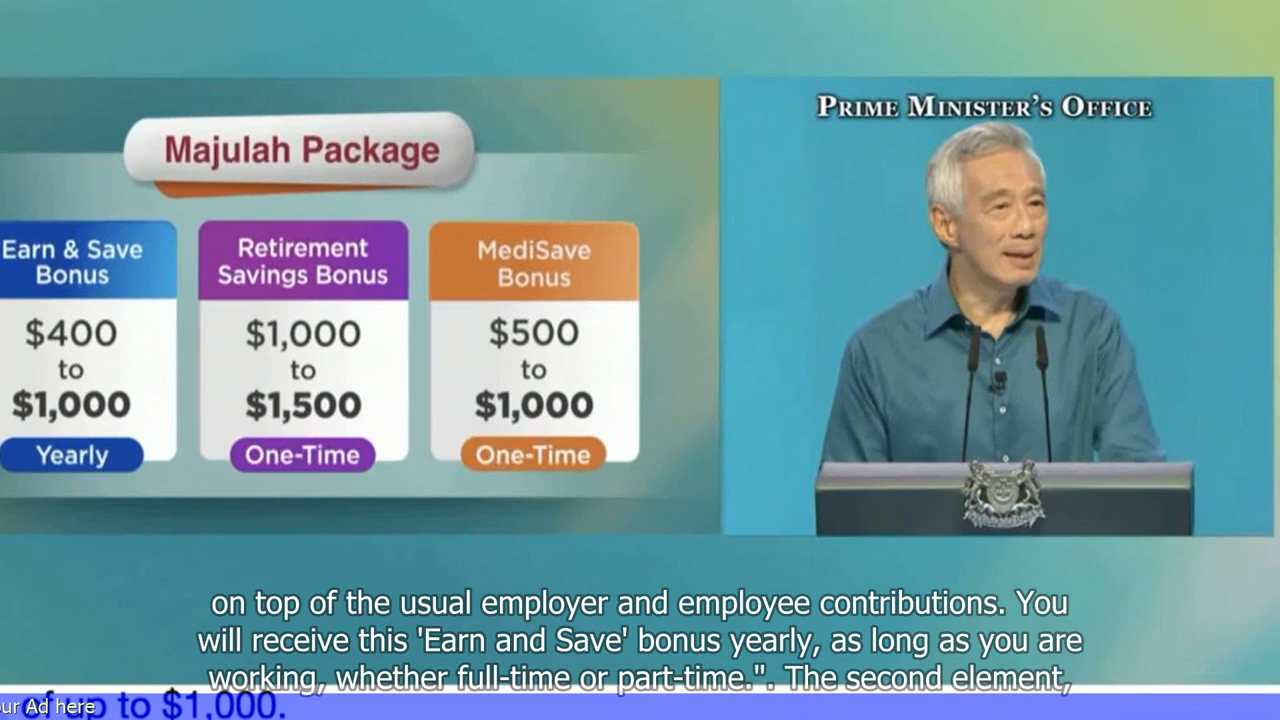 PRIME MINISTER'S OFFICE
Majulah Package
Earn & Save
Bonus
$400
to
$1,000
Yearly
Retirement
Savings Bonus
$1,000
to
$1,500
One-Time
MediSave
Bonus
$500
to
$1,000
One-Time
on top of the usual employer and employee contributions. You
will receive this 'Earn and Save' bonus yearly, as long as you are
working, whether full-time or part-time.". The second element,
of up to $1,000.
ur Ad here